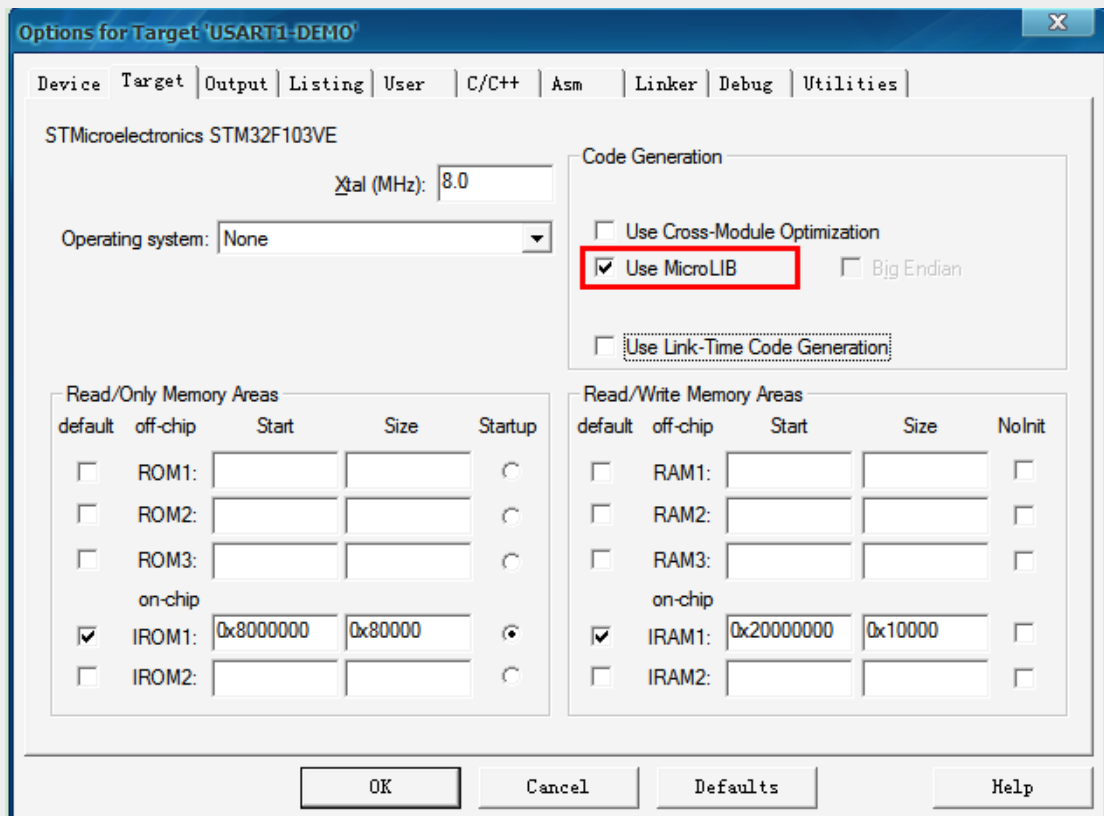 Options for Target 'USART1-DEMO'
Device Target Output Listing User C/C++ Asm Linker Debug Utilities
STMicroelectronics STM32F103VE
Xtal (MHz): 8.0
Operating system: None
Code Generation
Use Cross-Module Optimization
Use MicroLIB Big Endian
Use Link-Time Code Generation
Read/Only Memory Areas
default off-chip Start Size Startup
ROM1:
ROM2:
ROM3:
on-chip
IROM1: 0x8000000 0x80000
IROM2:
Read/Write Memory Areas
default off-chip Start Size NoInit
RAM1:
RAM2:
RAM3:
on-chip
IRAM1: 0x20000000 0x10000
IRAM2:
OK Cancel Defaults Help